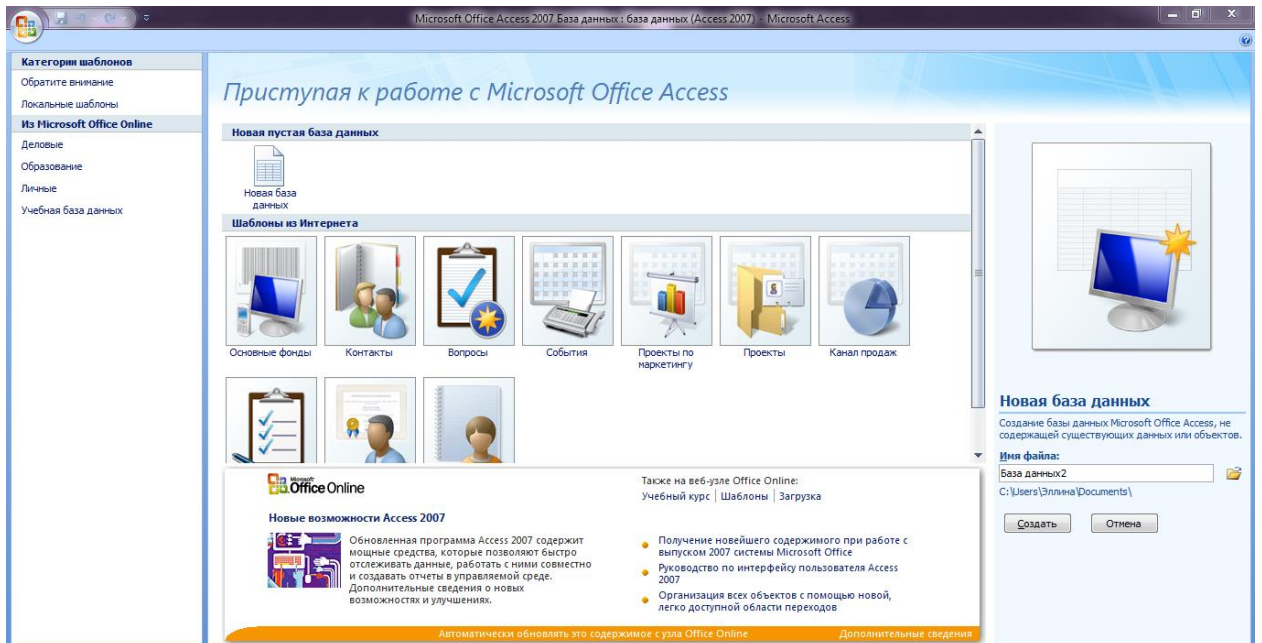 Microsoft Office Access 2007 База данных : база данных (Access 2007) - Microsoft Access
Категории шаблонов
Обратите внимание
Локальные шаблоны
Из Microsoft Office Online
Деловые
Образование
Личные
Учебная база данных
Приступая к работе с Microsoft Office Access
Новая пустая база данных
Новая база
данных
Шаблоны из Интернета
Основные фонды
Контакты
Вопросы
События
Проекты по
маркетингу
Проекты
Канал продаж
Microsoft
Office Online
Новые возможности Access 2007
Обновленная программа Access 2007 содержит
мощные средства, которые позволяют быстро
отслеживать данные, работать с ними совместно
и создавать отчеты в управляемой среде.
Дополнительные сведения о новых
возможностях и улучшениях.
Также на веб-узле Office Online:
Учебный курс | Шаблоны | Загрузка
Получение новейшего содержимого при работе с
выпуском 2007 системы Microsoft Office
Руководство по интерфейсу пользователя Access
2007
Организация всех объектов с помощью новой,
легко доступной области переходов
Автоматически обновлять это содержимое с узла Office Online
Дополнительные сведения
Новая база данных
Создание базы данных Microsoft Office Access, не
содержащей существующих данных или объектов.
Имя файла:
База данных2
C:\Users\Эллина\Documents\
Создать
Отмена